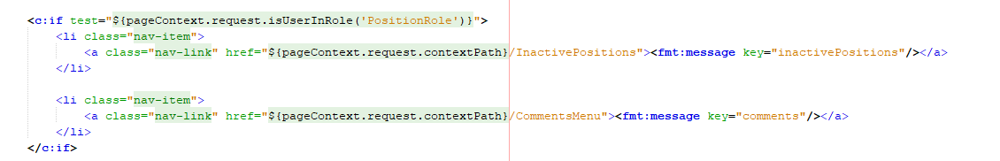 <c:if test="${pageContext.request.isUserInRole('PositionRole')}">
<li class="nav-item">
<a class="nav-link" href="${pageContext.request.contextPath}/InactivePositions"><fmt:message key="inactivePositions"/></a>
</li>
<li class="nav-item">
<a class="nav-link" href="${pageContext.request.contextPath}/CommentsMenu"><fmt:message key="comments"/></a>
</li>
</c:if>